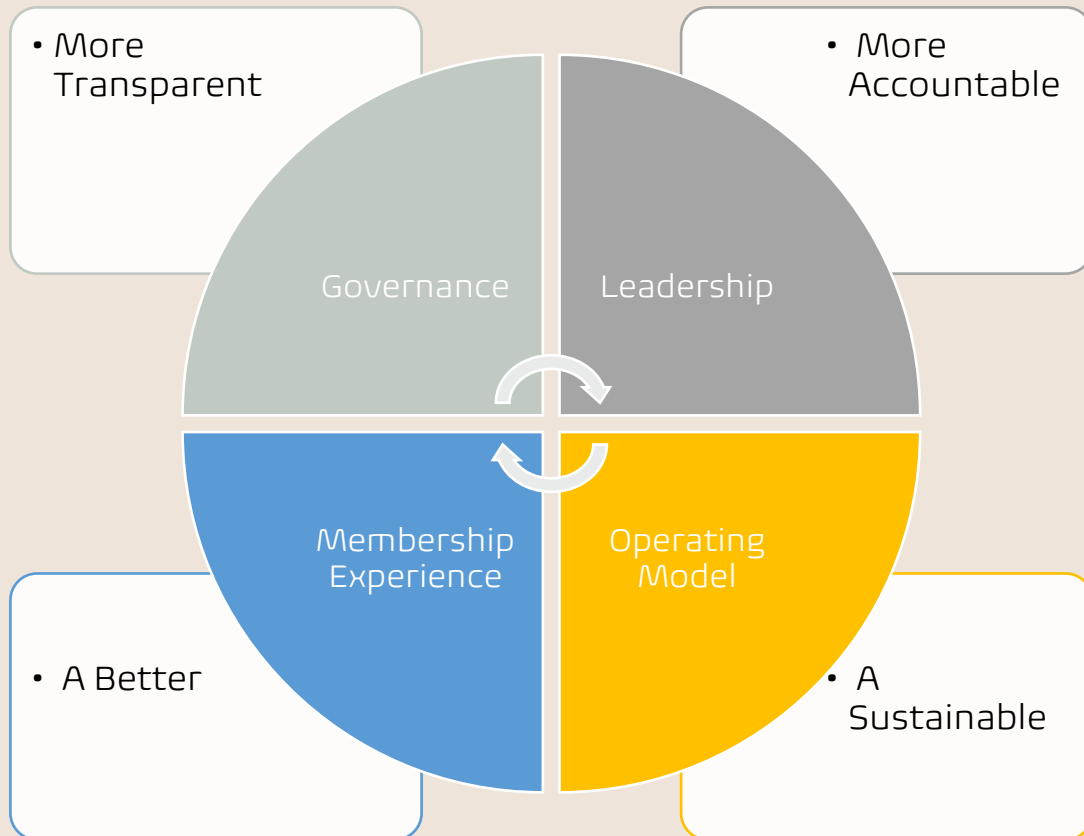 • More
Transparent
• More
Accountable
Governance
Leadership
Membership
Experience
Operating
Model
• A Better
• A
Sustainable